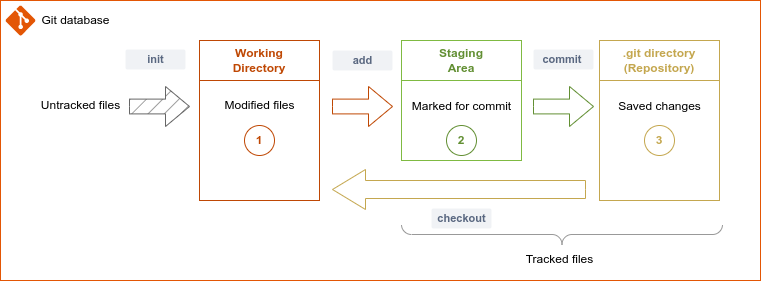 Git database
init
Untracked files
Working
Directory
Modified files
1
add
Staging
Area
Marked for commit
2
commit
.git directory
(Repository)
Saved changes
3
checkout
Tracked files